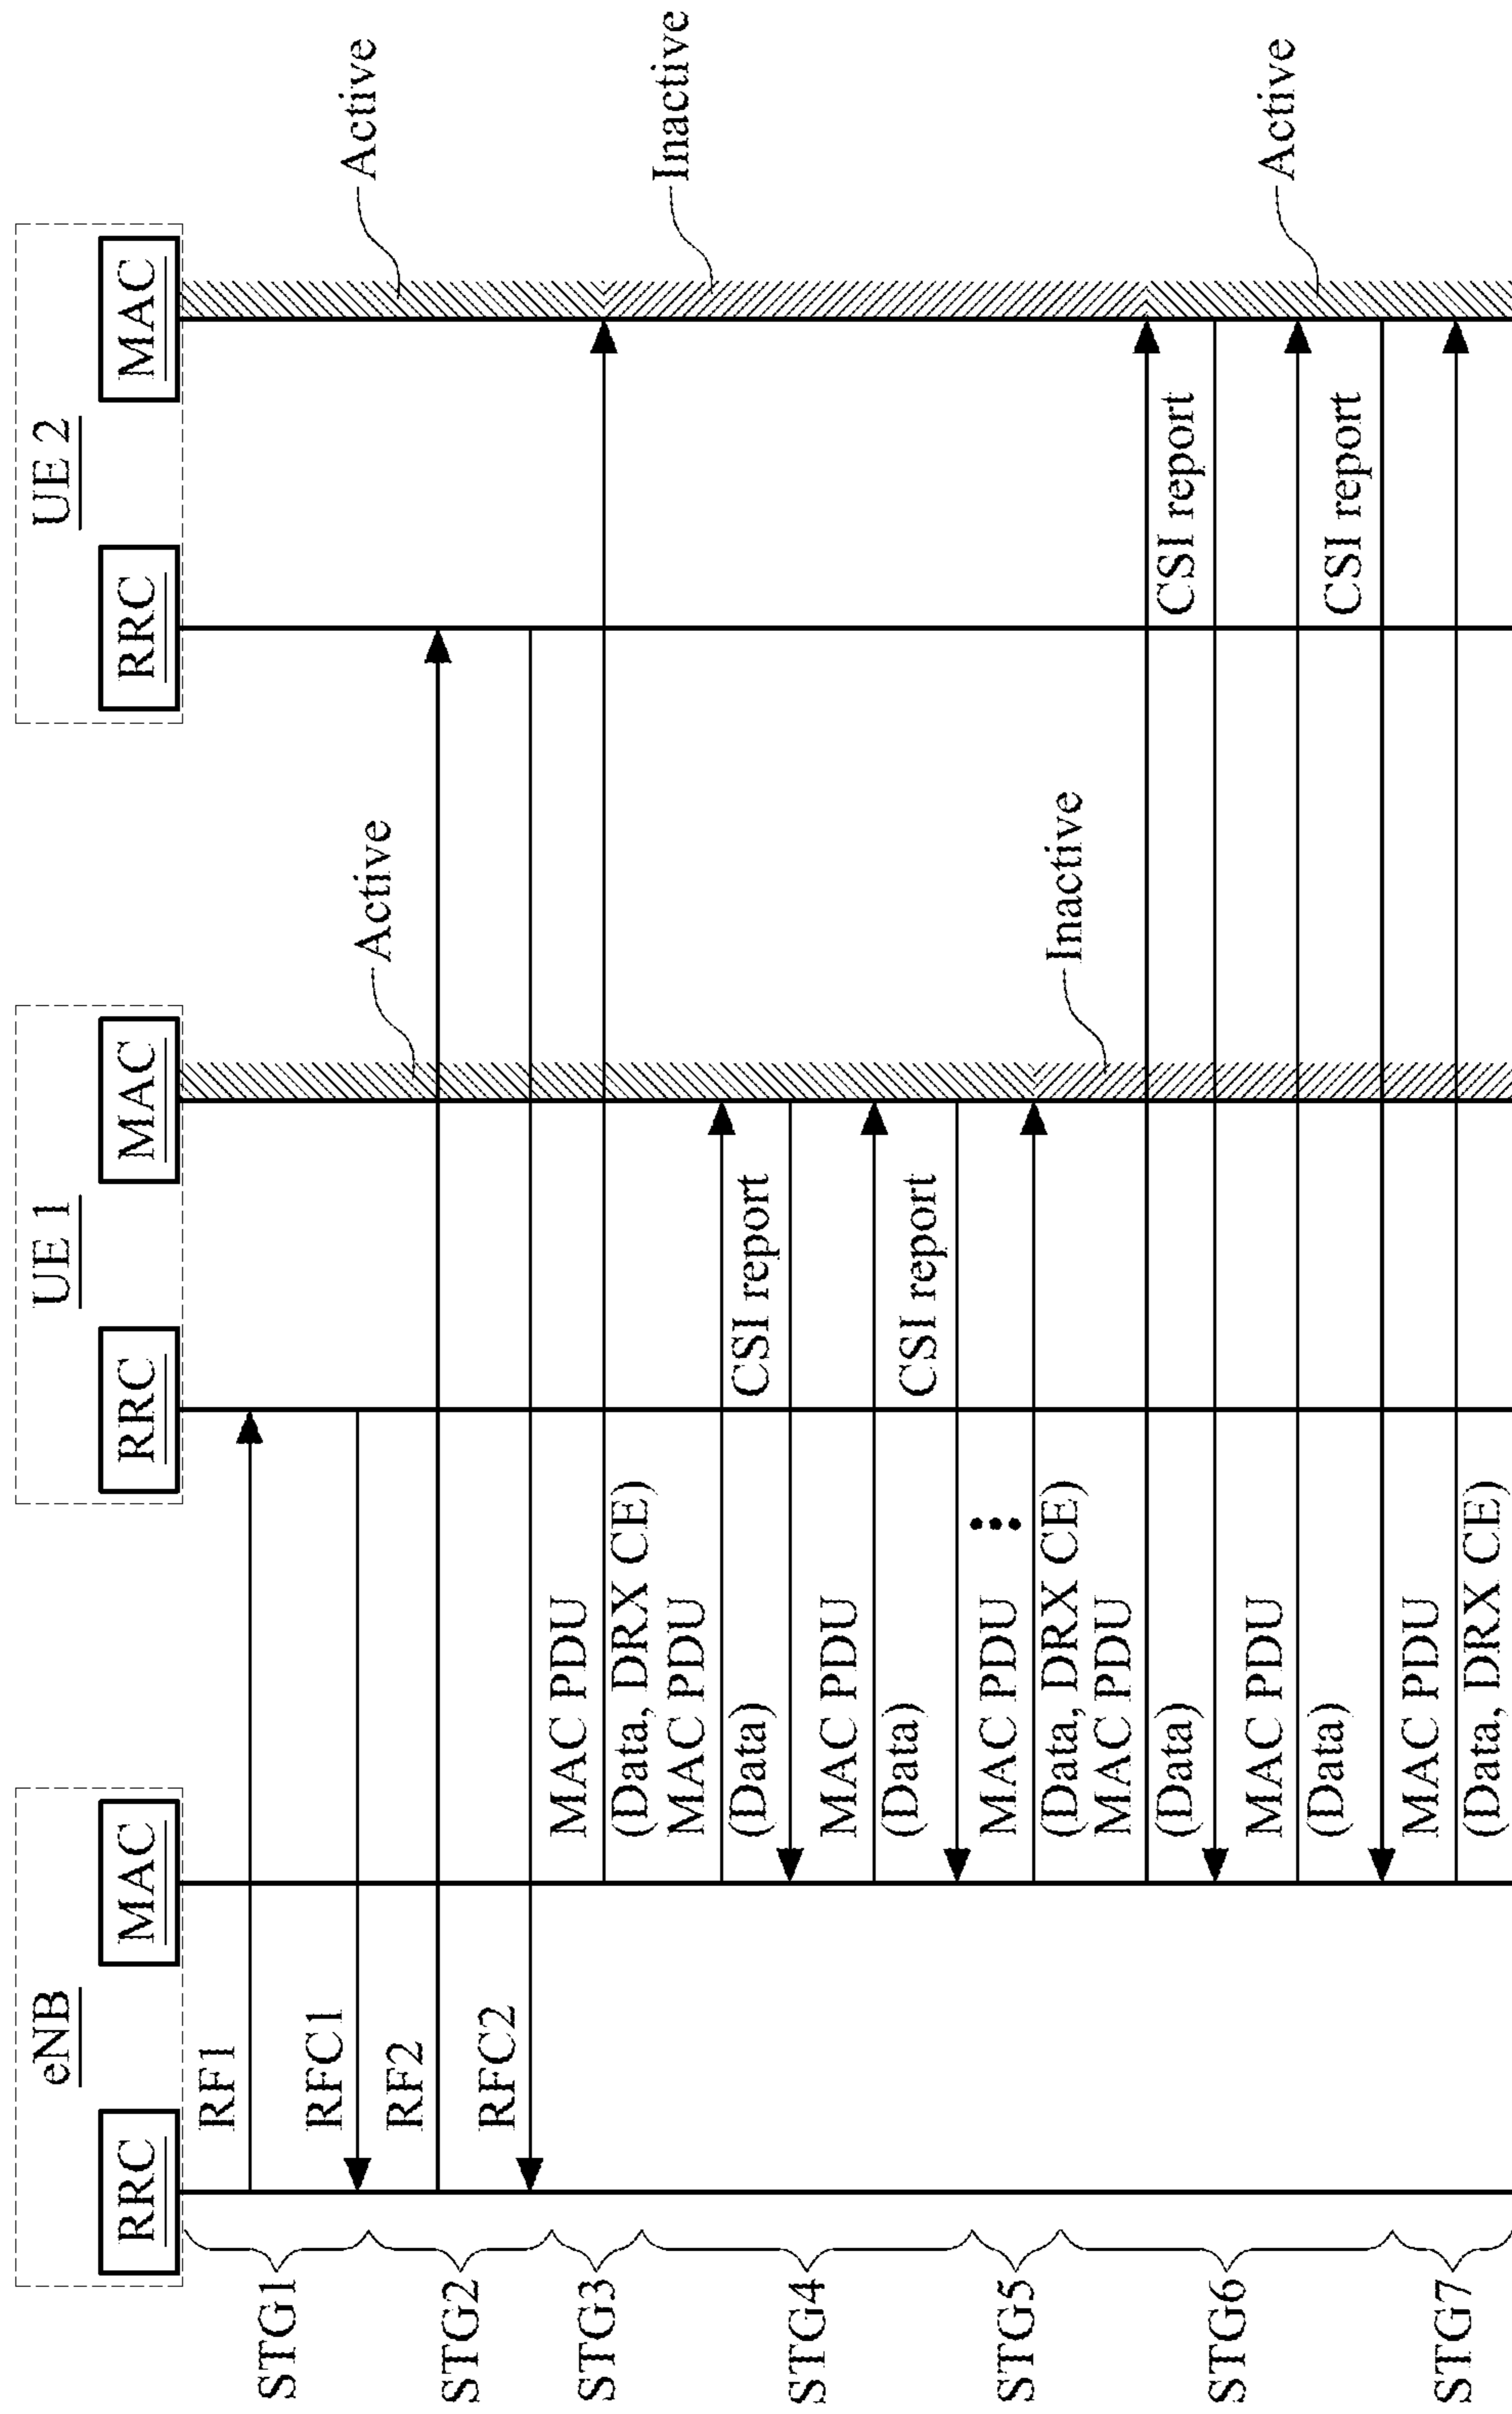 eNB
UE 1
UE 2
RRC
MAC
RRC
MAC
RRC
MAC
STG1
RF1
RFC1
Active
Active
STG2
RF2
RFC2
STG3
MAC PDU
(Data, DRX CE)
Inactive
STG4
MAC PDU
(Data)
CSI report
MAC PDU
(Data)
CSI report
STG5
MAC PDU
(Data, DRX CE)
Inactive
STG6
MAC PDU
(Data)
CSI report
MAC PDU
(Data)
CSI report
Active
STG7
MAC PDU
(Data, DRX CE)